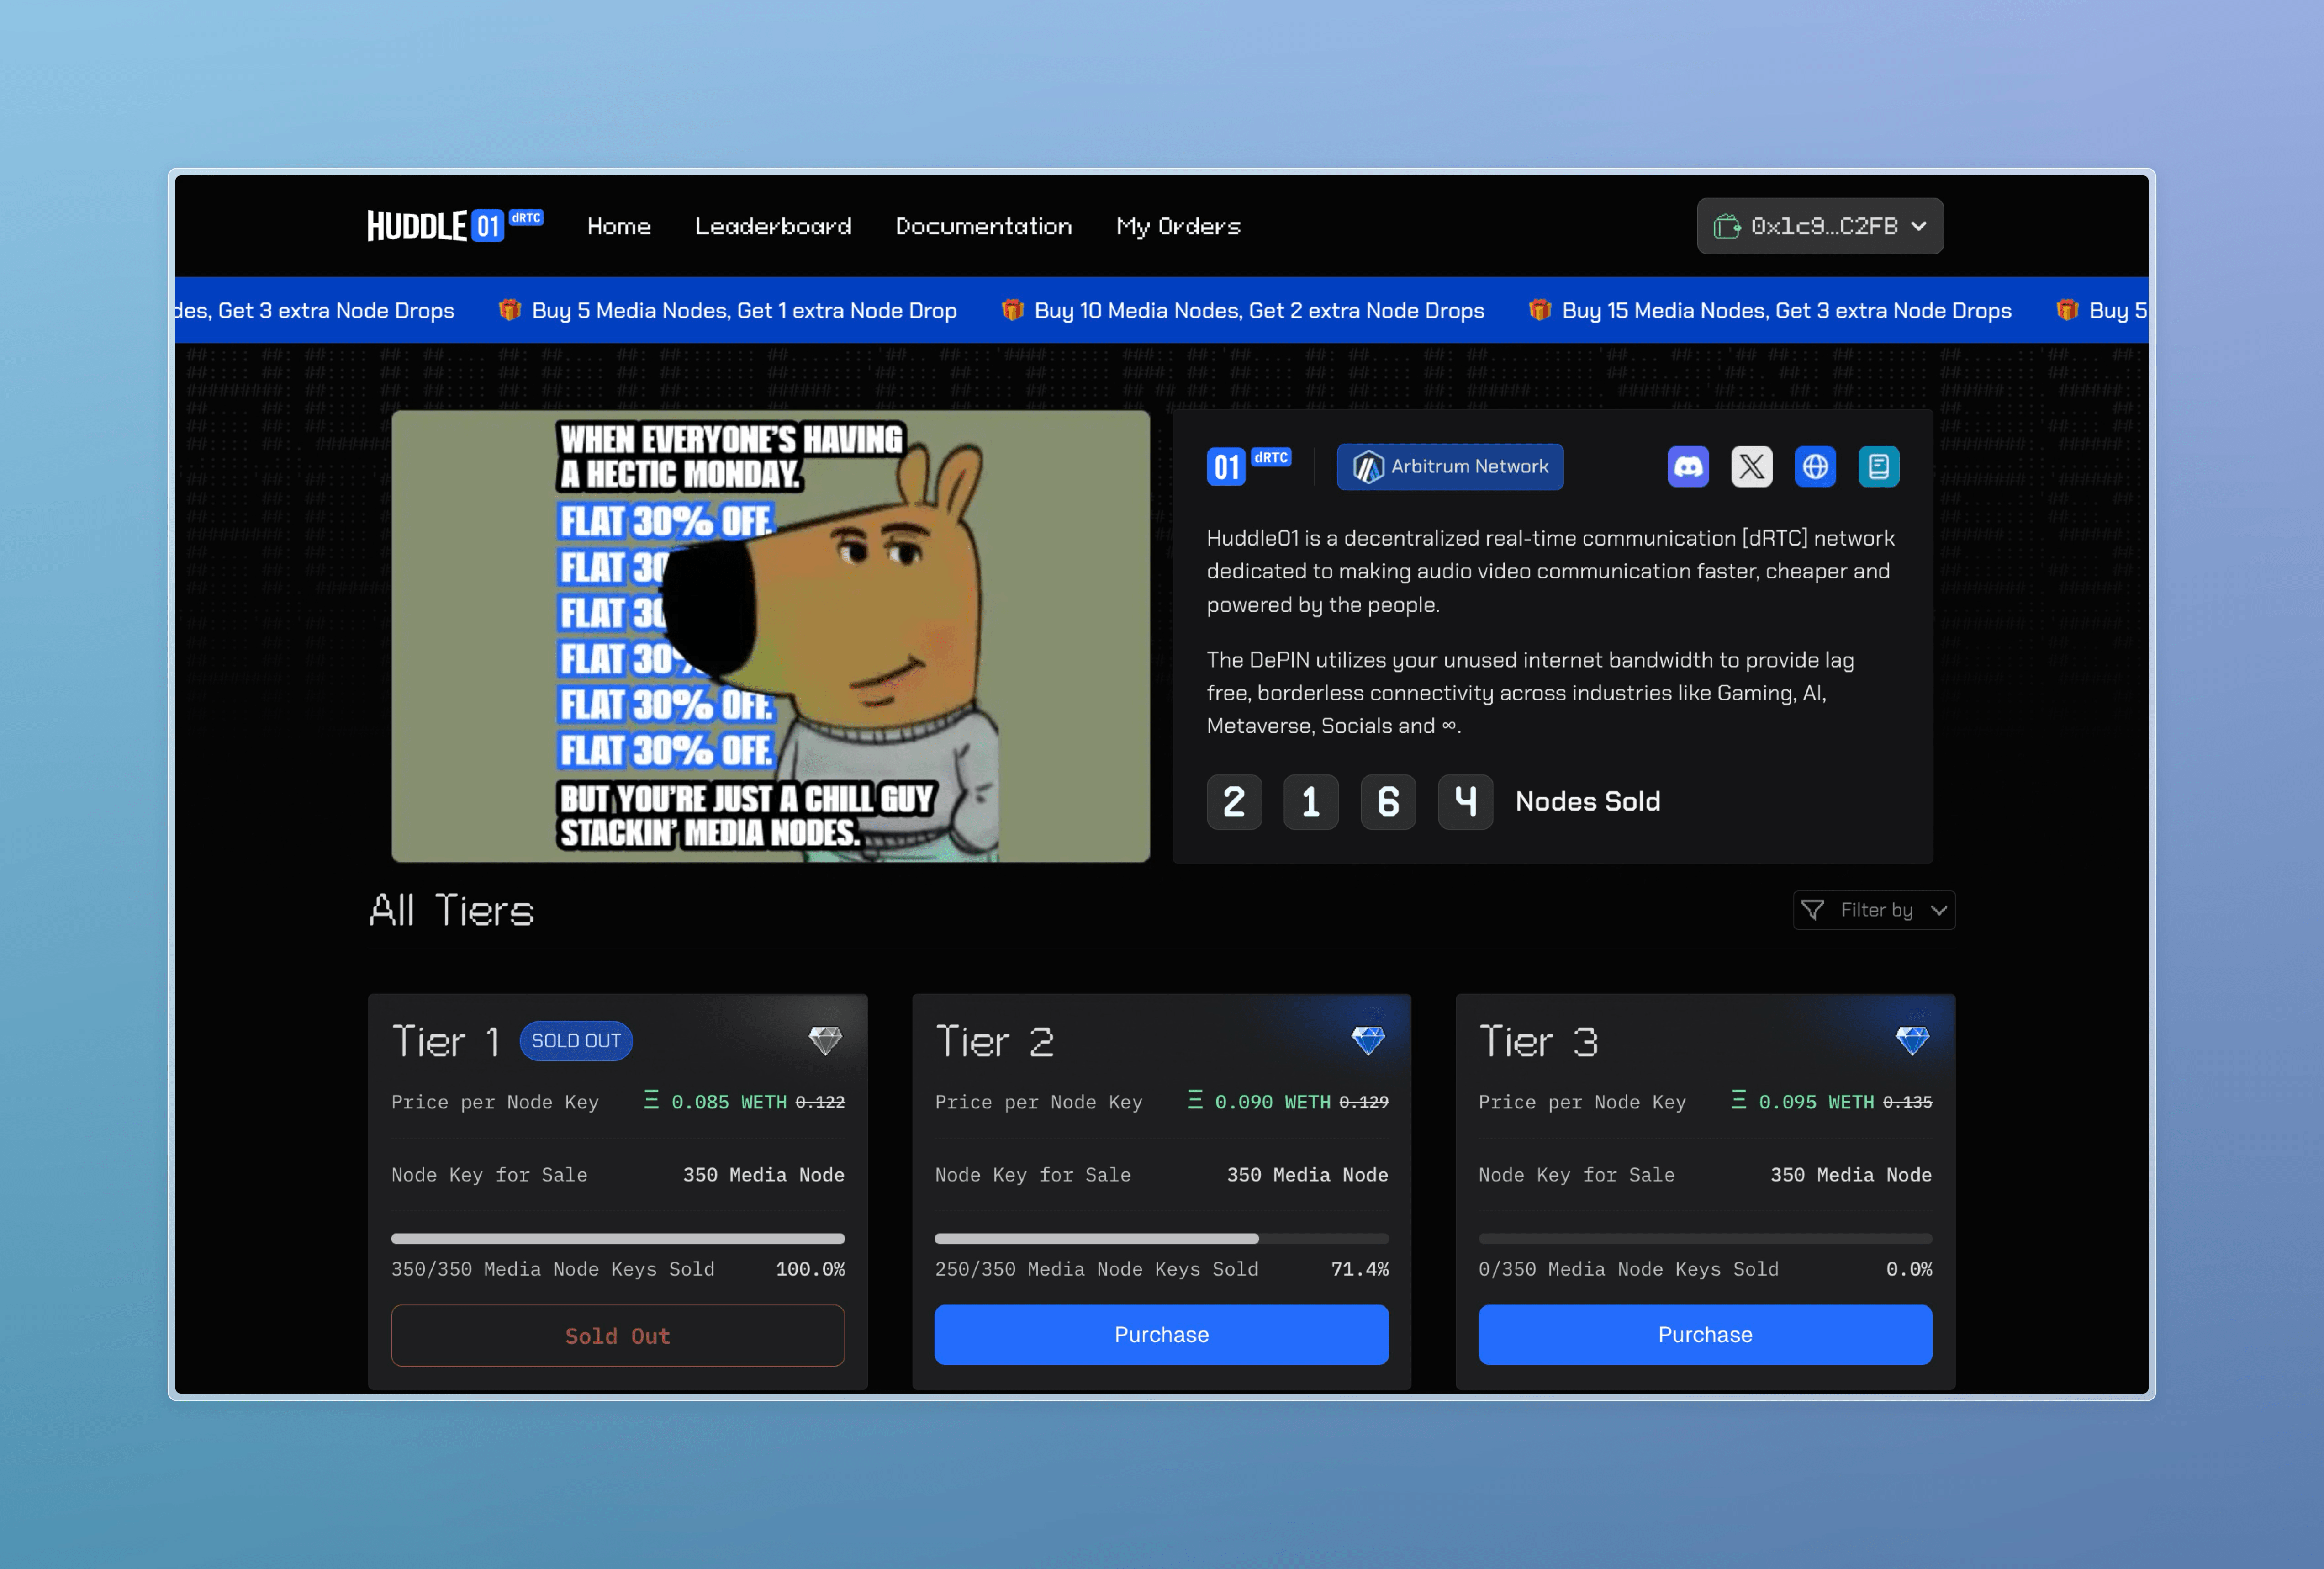 HUDDLE 01 dRTC
Home Leaderboard Documentation My Orders
0x1c9...C2FB
des, Get 3 extra Node Drops 🎁 Buy 5 Media Nodes, Get 1 extra Node Drop 🎁 Buy 10 Media Nodes, Get 2 extra Node Drops 🎁 Buy 15 Media Nodes, Get 3 extra Node Drops 🎁 Buy 5
WHEN EVERYONE'S HAVING
A HECTIC MONDAY.
FLAT 30% OFF.
FLAT 30
FLAT 30
FLAT 30%
FLAT 30% OFF.
FLAT 30% OFF.
BUT YOU'RE JUST A CHILL GUY
STACKIN' MEDIA NODES.
01 dRTC
Arbitrum Network
Huddle01 is a decentralized real-time communication [dRTC] network
dedicated to making audio video communication faster, cheaper and
powered by the people.
The DePIN utilizes your unused internet bandwidth to provide lag
free, borderless connectivity across industries like Gaming, AI,
Metaverse, Socials and ∞.
2 1 6 4 Nodes Sold
All Tiers
Filter by
Tier 1 SOLD OUT
Price per Node Key Ξ 0.085 WETH 0.122
Node Key for Sale 350 Media Node
350/350 Media Node Keys Sold 100.0%
Sold Out
Tier 2
Price per Node Key Ξ 0.090 WETH 0.129
Node Key for Sale 350 Media Node
250/350 Media Node Keys Sold 71.4%
Purchase
Tier 3
Price per Node Key Ξ 0.095 WETH 0.135
Node Key for Sale 350 Media Node
0/350 Media Node Keys Sold 0.0%
Purchase